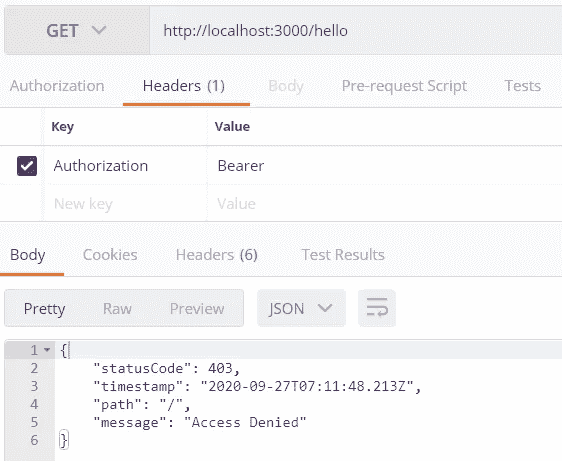 GET http://localhost:3000/hello
Authorization Headers (1) Body Pre-request Script Tests
Key Value
Authorization Bearer
New key Value
Body Cookies Headers (6) Test Results
Pretty Raw Preview JSON
1 {
2 "statusCode": 403,
3 "timestamp": "2020-09-27T07:11:48.213Z",
4 "path": "/",
5 "message": "Access Denied"
6 }